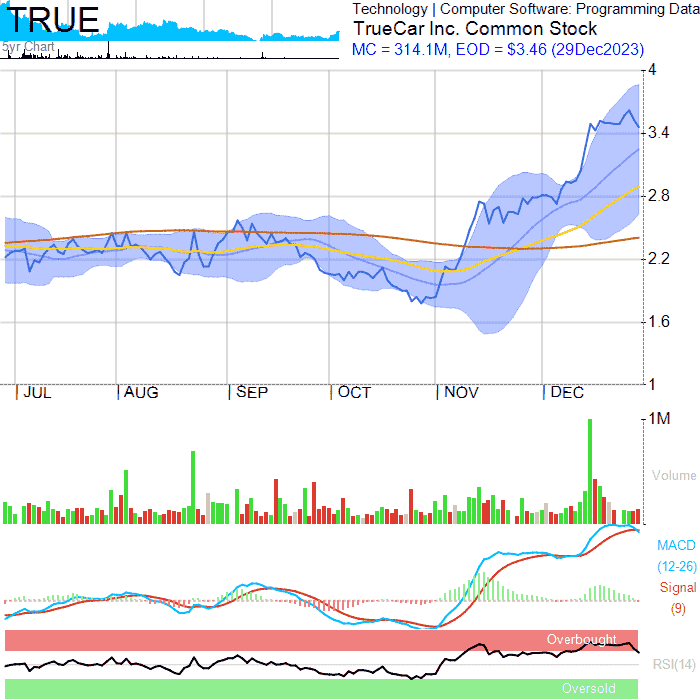 TRUE
5yr Chart
Technology | Computer Software: Programming Data
TrueCar Inc. Common Stock
MC = 314.1M, EOD = $3.46 (29Dec2023)
4
3.4
2.8
2.2
1.6
1
| JUL | AUG | SEP | OCT | NOV | DEC
1M
Volume
MACD
(12-26)
Signal
(9)
Overbought
RSI(14)
Oversold